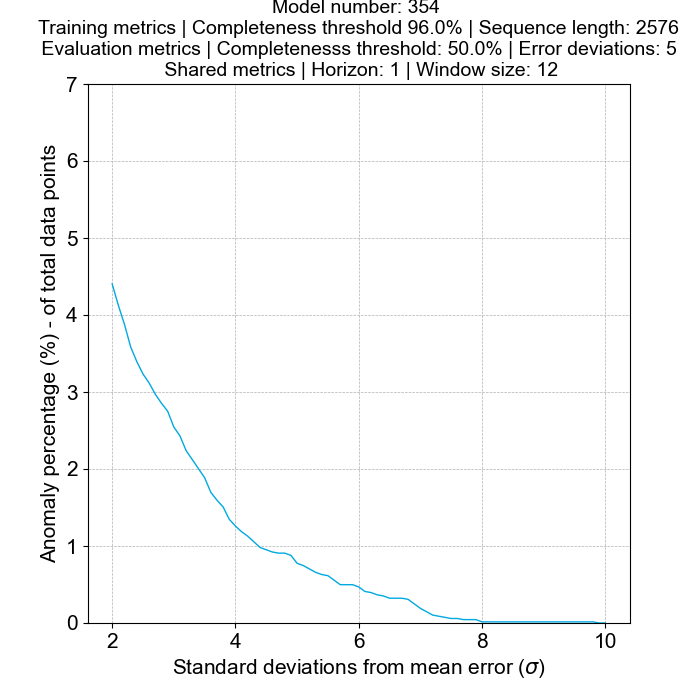 Model number: 354
Training metrics | Completeness threshold 96.0% | Sequence length: 2576
Evaluation metrics | Completenesss threshold: 50.0% | Error deviations: 5
Shared metrics | Horizon: 1 | Window size: 12
Anomaly percentage (%) - of total data points
7
6
5
4
3
2
1
0
2 4 6 8 10
Standard deviations from mean error (σ)